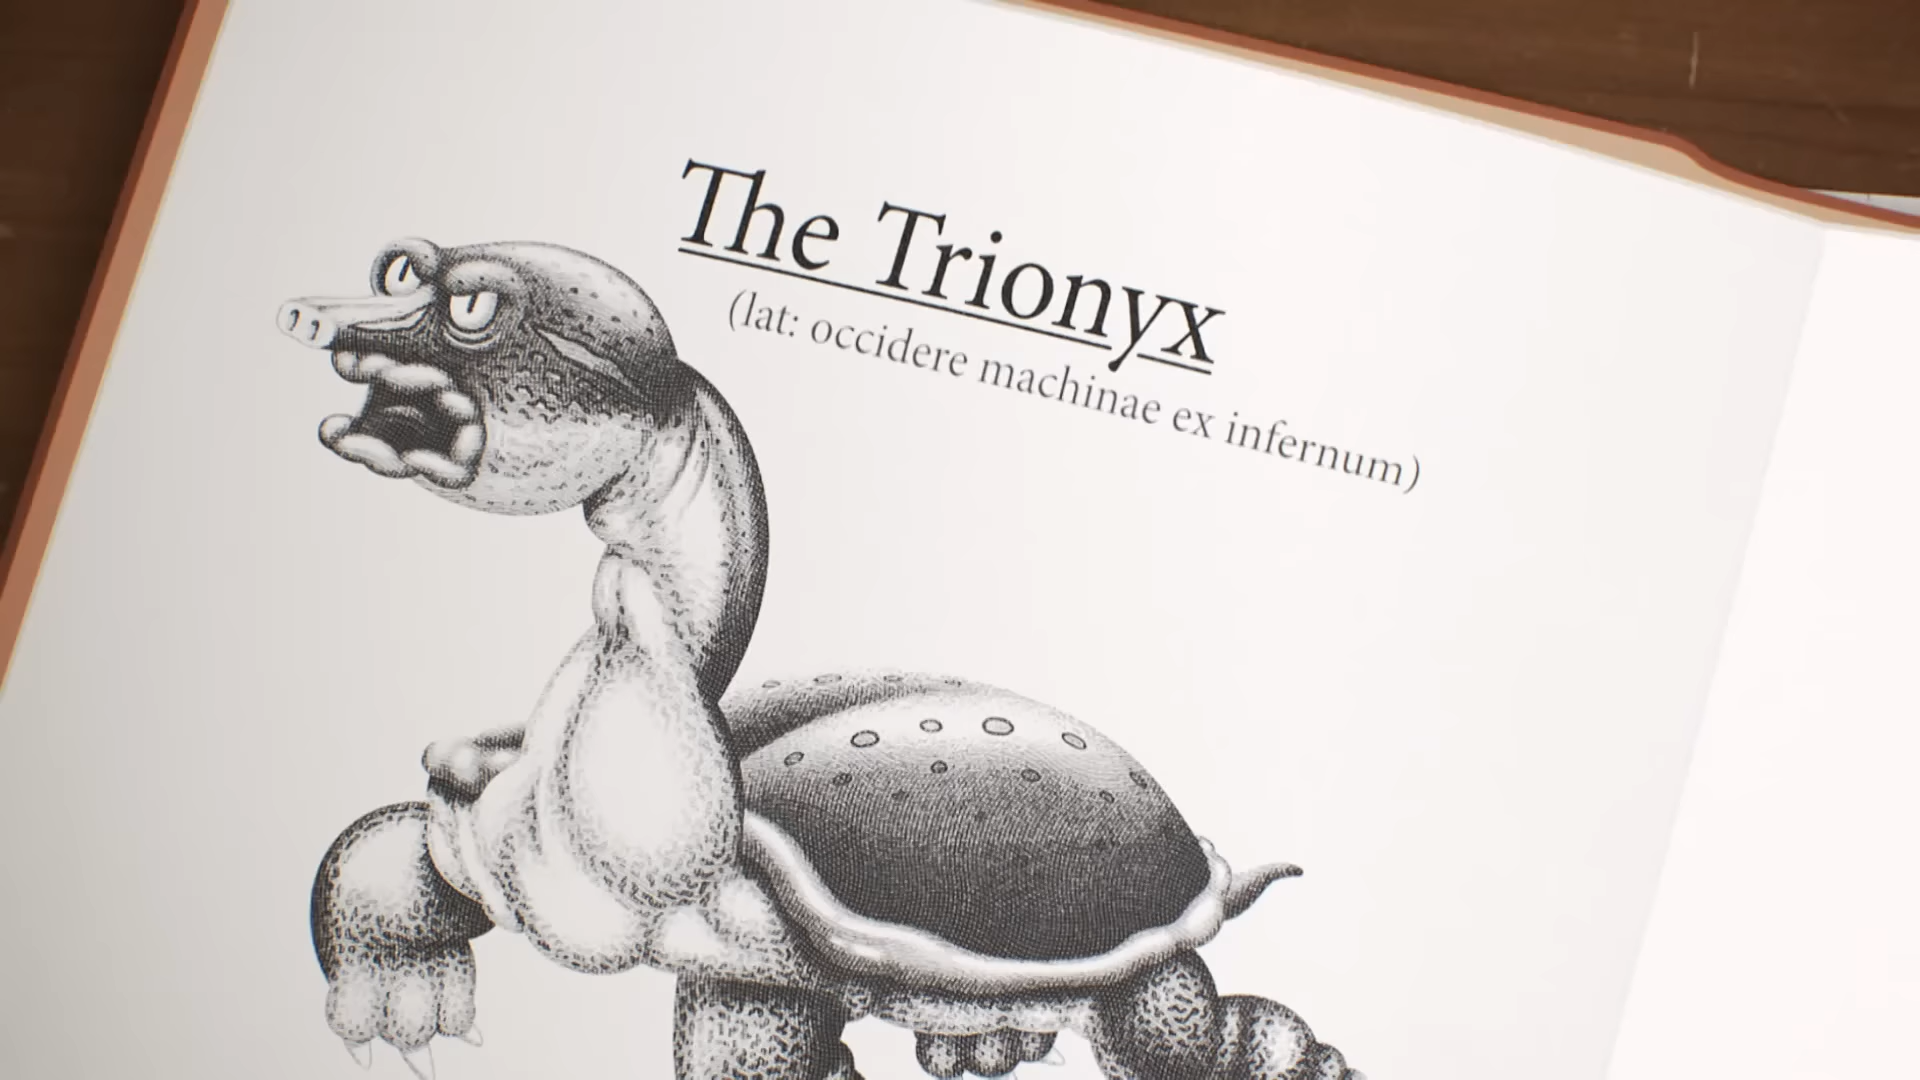 The Trionyx
(lat: occidere machinae ex infernum)